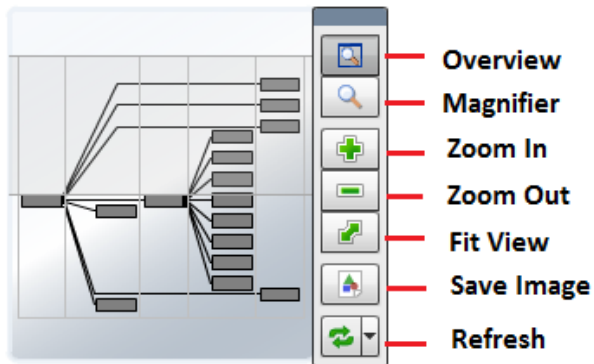 Overview
Magnifier
Zoom In
Zoom Out
Fit View
Save Image
Refresh